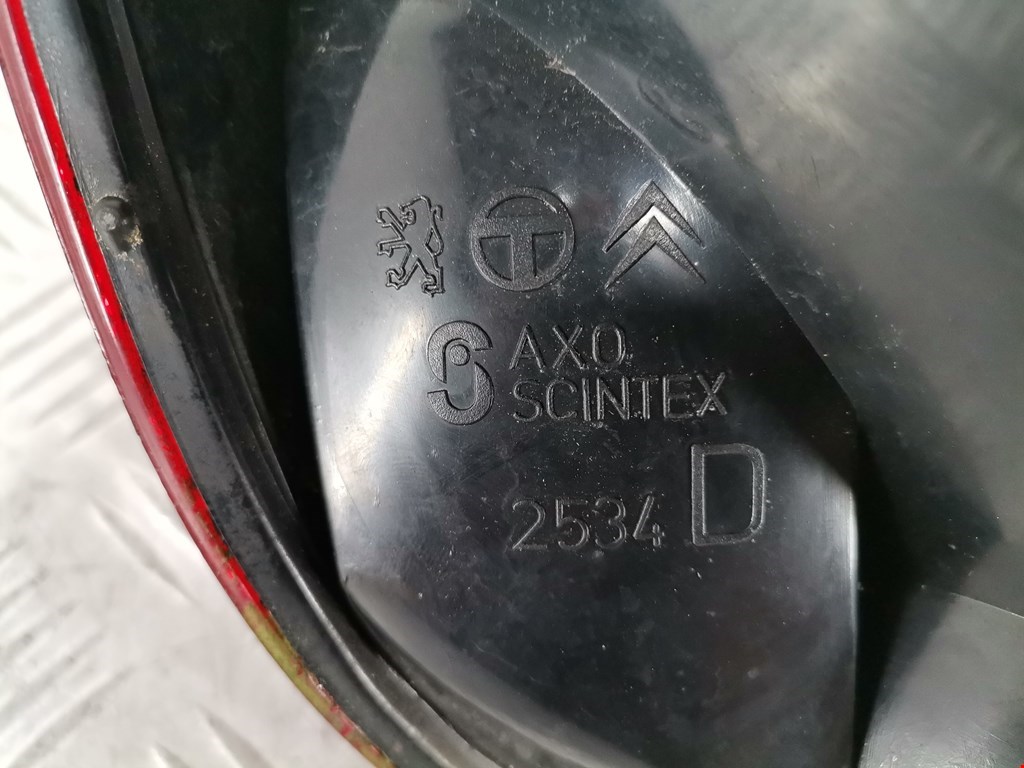 AXO
SCINTEX
2534 D